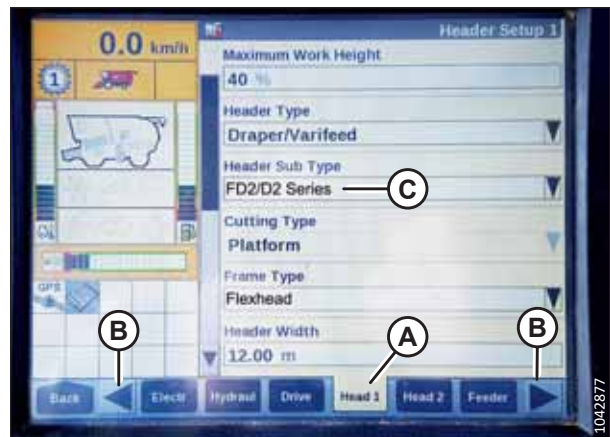 0.0 km/h
Header Setup 1
Maximum Work Height
40 %
1
Header Type
Draper/Varifeed
Header Sub Type
FD2/D2 Series
C
Cutting Type
Platform
Frame Type
Flexhead
GPS
Header Width
12.00 m
B
A
B
Back
Electr
Hydraul
Drive
Head 1
Head 2
Feeder
1042877